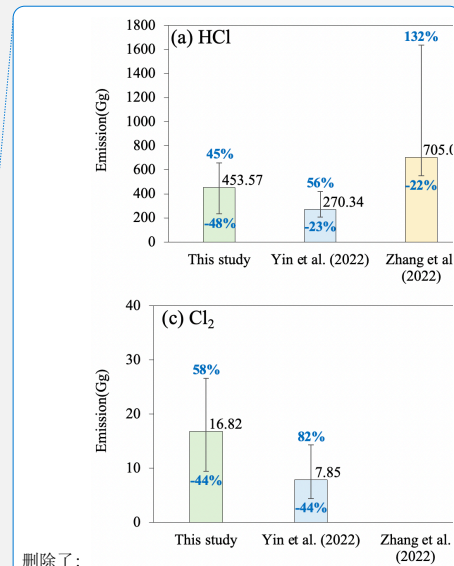 1800
(a) HCl
132%
1600
1400
1200
Emission(Gg)
1000
800
45%
705.0
600
453.57
56%
-22%
400
270.34
200
-48%
-23%
0
This study
Yin et al. (2022)
Zhang et al
(2022)
40
(c) Cl₂
58%
30
Emission(Gg)
82%
20
16.82
10
-44%
7.85
-44%
0
This study
Yin et al. (2022)
Zhang et al.
(2022)
删除了: